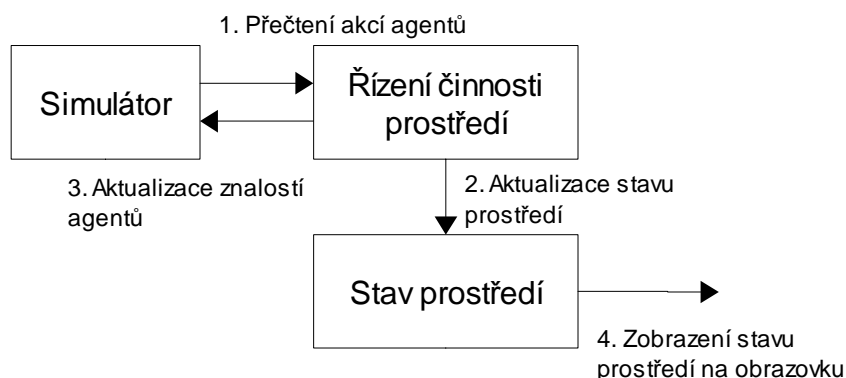 1. Přečtení akcí agentů
Simulátor
Řízení činnosti
prostředí
3. Aktualizace znalostí
agentů
2. Aktualizace stavu
prostředí
Stav prostředí
4. Zobrazení stavu
prostředí na obrazovku